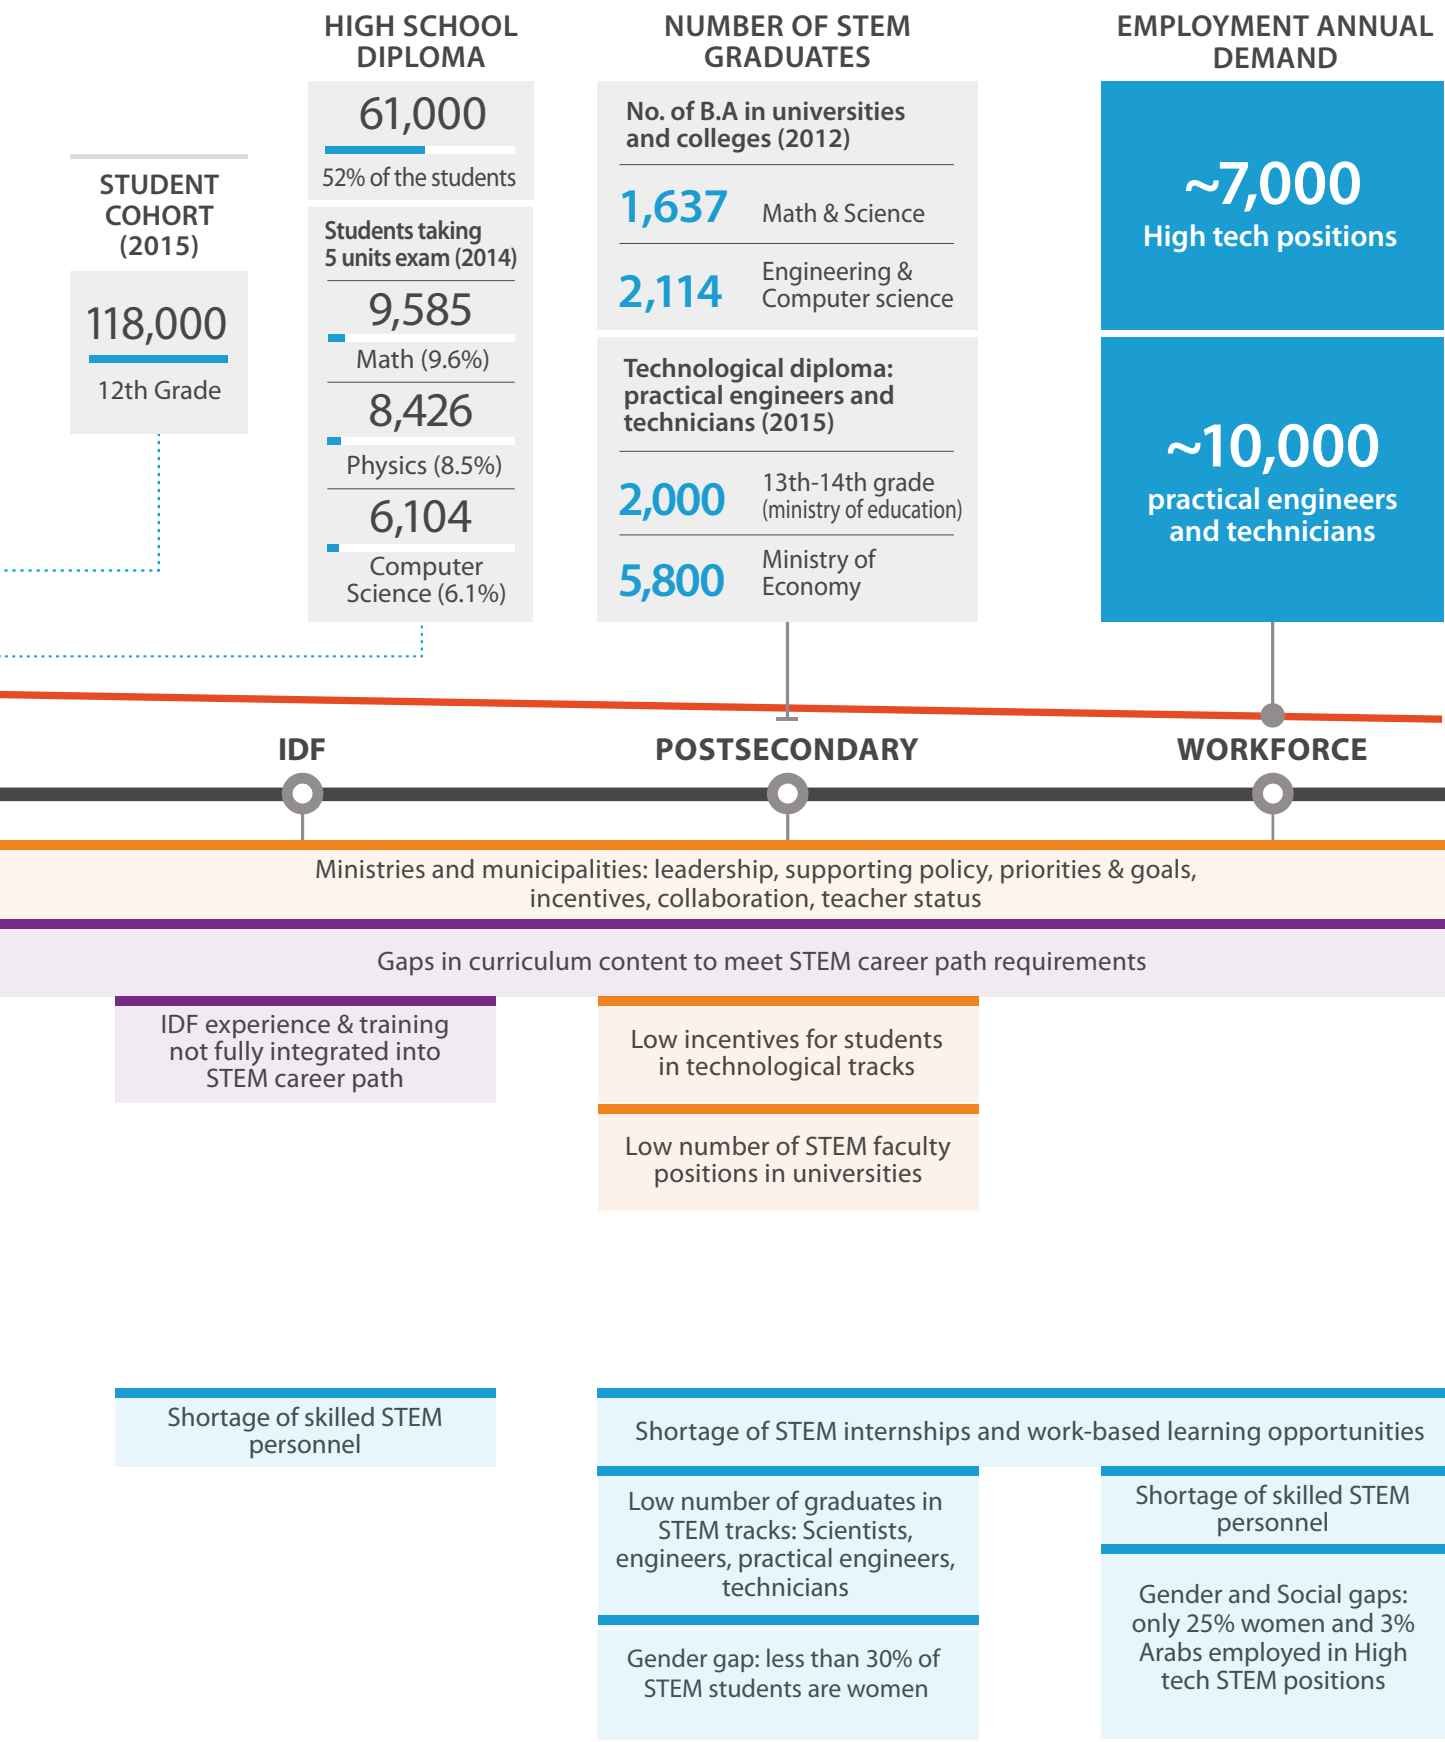 STUDENT
COHORT
(2015)
118,000
12th Grade
HIGH SCHOOL
DIPLOMA
61,000
52% of the students
Students taking
5 units exam (2014)
9,585
Math (9.6%)
8,426
Physics (8.5%)
6,104
Computer
Science (6.1%)
NUMBER OF STEM
GRADUATES
No. of B.A in universities
and colleges (2012)
1,637
Math & Science
2,114
Engineering &
Computer science
Technological diploma:
practical engineers and
technicians (2015)
2,000
13th-14th grade
(ministry of education)
5,800
Ministry of
Economy
EMPLOYMENT ANNUAL
DEMAND
~7,000
High tech positions
~10,000
practical engineers
and technicians
IDF
POSTSECONDARY
WORKFORCE
Ministries and municipalities: leadership, supporting policy, priorities & goals,
incentives, collaboration, teacher status
Gaps in curriculum content to meet STEM career path requirements
IDF experience & training
not fully integrated into
STEM career path
Low incentives for students
in technological tracks
Low number of STEM faculty
positions in universities
Shortage of skilled STEM
personnel
Shortage of STEM internships and work-based learning opportunities
Low number of graduates in
STEM tracks: Scientists,
engineers, practical engineers,
technicians
Gender gap: less than 30% of
STEM students are women
Shortage of skilled STEM
personnel
Gender and Social gaps:
only 25% women and 3%
Arabs employed in High
tech STEM positions